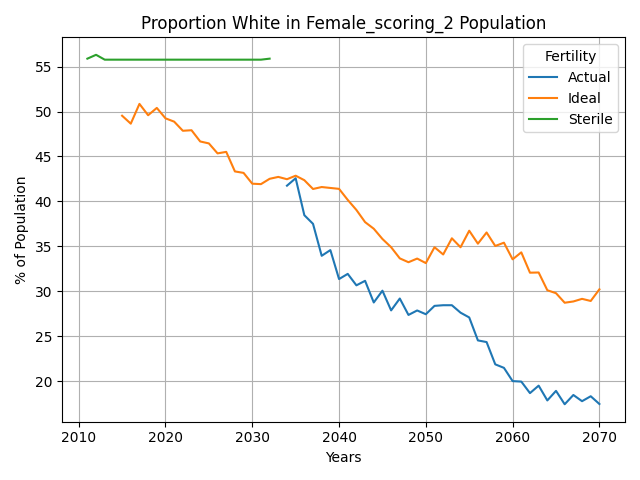 Proportion White in Female_scoring_2 Population
% of Population
55
50
45
40
35
30
25
20
Fertility
Actual
Ideal
Sterile
2010 2020 2030 2040 2050 2060 2070
Years